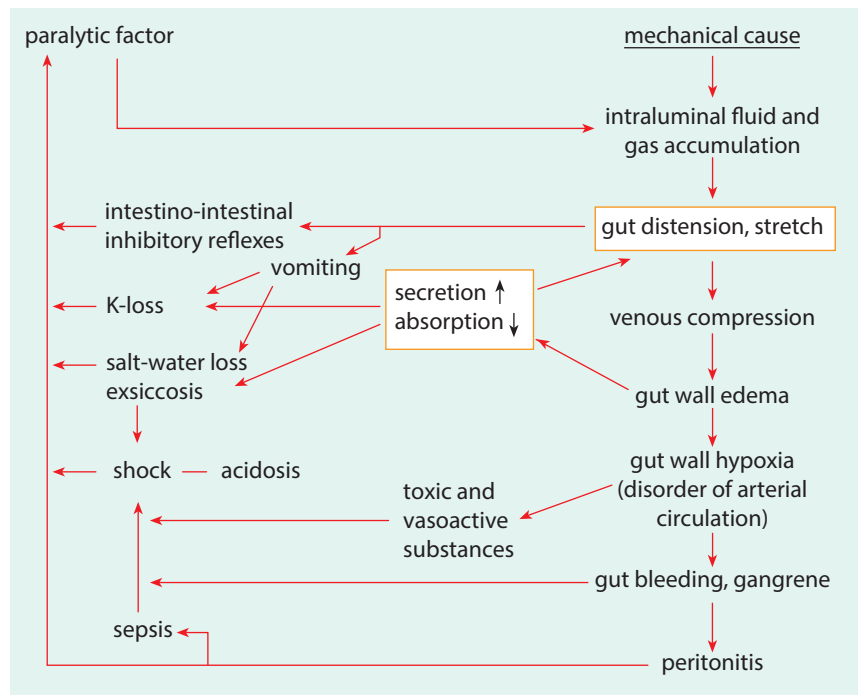 paralytic factor
mechanical cause
intraluminal fluid and
gas accumulation
intestino-intestinal
inhibitory reflexes
gut distension, stretch
vomiting
K-loss
secretion ↑
absorption ↓
venous compression
salt-water loss
exsiccosis
gut wall edema
shock
acidosis
gut wall hypoxia
(disorder of arterial
circulation)
toxic and
vasoactive
substances
gut bleeding, gangrene
sepsis
peritonitis